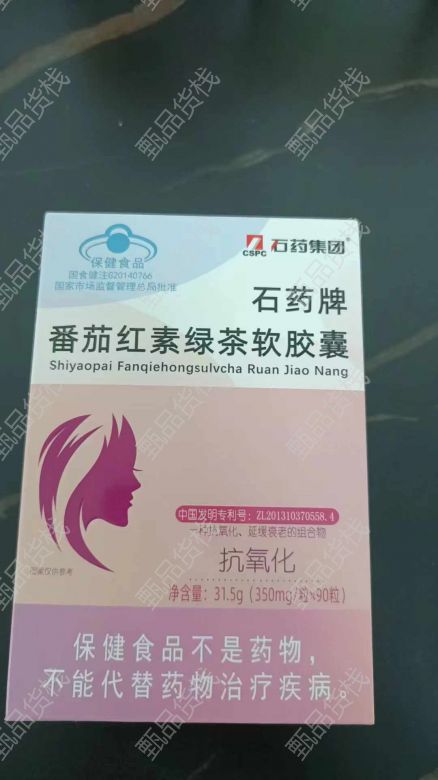 保健食品
国食健注G20140766
国家市场监督管理总局批准
CSPC
石药集团
石药牌
番茄红素绿茶软胶囊
Shiyaopai Fanqiehongsulvcha Ruan Jiao Nang
中国发明专利号：ZL201310370558.4
一种抗氧化、延缓衰老的组合物
抗氧化
图案仅供参考
净含量：31.5g（350mg/粒×90粒）
保健食品不是药物，
不能代替药物治疗疾病。
甄品货栈